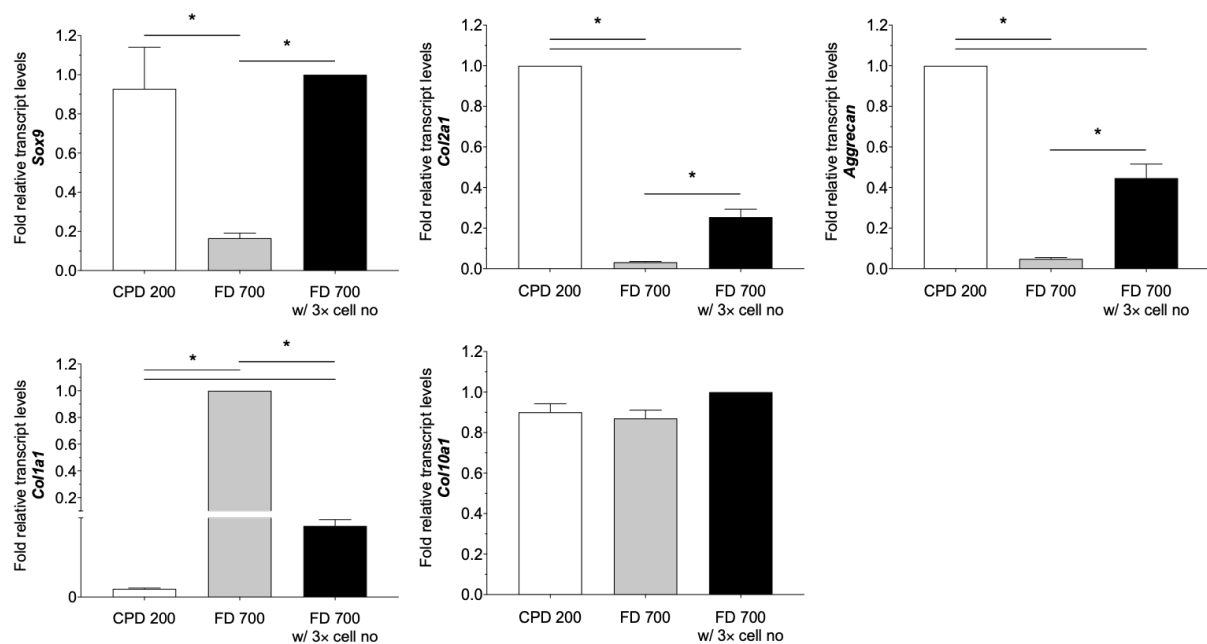 *
*
1.2
1.0
0.8
0.6
0.4
0.2
0.0
Fold relative transcript levels
Sox9
CPD 200
FD 700
FD 700
w/ 3× cell no
*
*
1.2
1.0
0.8
0.6
0.4
0.2
0.0
Fold relative transcript levels
Col2a1
CPD 200
FD 700
FD 700
w/ 3× cell no
*
*
1.2
1.0
0.8
0.6
0.4
0.2
0.0
Fold relative transcript levels
Aggrecan
CPD 200
FD 700
FD 700
w/ 3× cell no
*
*
1.2
1.0
0.8
0.6
0.4
0.2
0
Fold relative transcript levels
Col1a1
CPD 200
FD 700
FD 700
w/ 3× cell no
1.2
1.0
0.8
0.6
0.4
0.2
0.0
Fold relative transcript levels
Col10a1
CPD 200
FD 700
FD 700
w/ 3× cell no